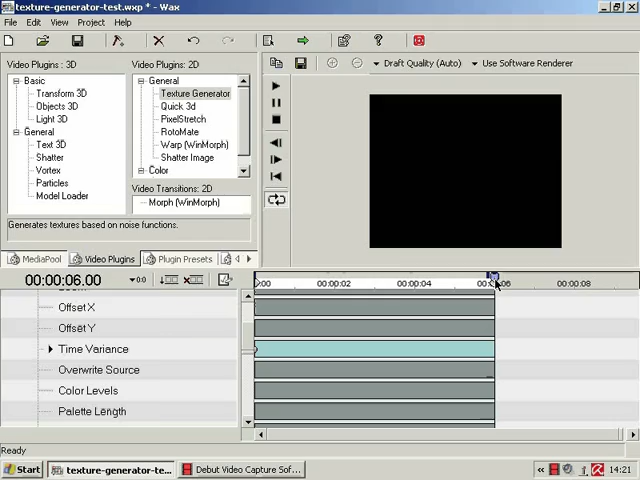 texture-generator-test.wxp * - Wax
File Edit View Project Tools Help
Video Plugins : 3D
Basic
Transform 3D
Objects 3D
Light 3D
General
Text 3D
Shatter
Vortex
Particles
Model Loader
Video Plugins: 2D
General
Texture Generator
Quick 3d
PixelStretch
RotoMate
Warp (WinMorph)
Shatter Image
Color
Video Transitions: 2D
Morph (WinMorph)
Generates textures based on noise functions.
MediaPool Video Plugins Plugin Presets
Draft Quality (Auto) Use Software Renderer
00:00:06.00
0:0
:00 00:00:02 00:00:04 00:00:06 00:00:08
Offset X
Offset Y
Time Variance
Overwrite Source
Color Levels
Palette Length
Ready
Start texture-generator-te... Debut Video Capture Sof... 14:21